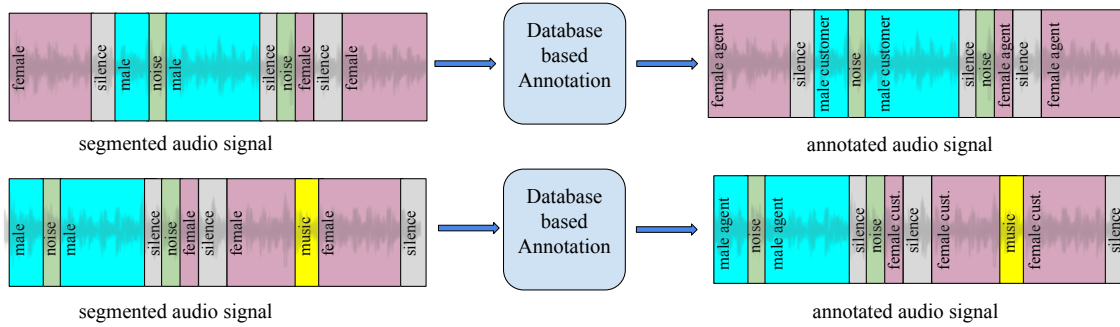 female
silence
male
noise
male
silence
noise
female
silence
female
Database
based
Annotation
female agent
silence
male customer
noise
male customer
silence
noise
female agent
silence
female agent
segmented audio signal
annotated audio signal
male
noise
male
silence
noise
female
silence
female
music
female
silence
Database
based
Annotation
male agent
noise
male agent
silence
noise
female cust.
silence
female cust.
music
female cust.
silence
segmented audio signal
annotated audio signal